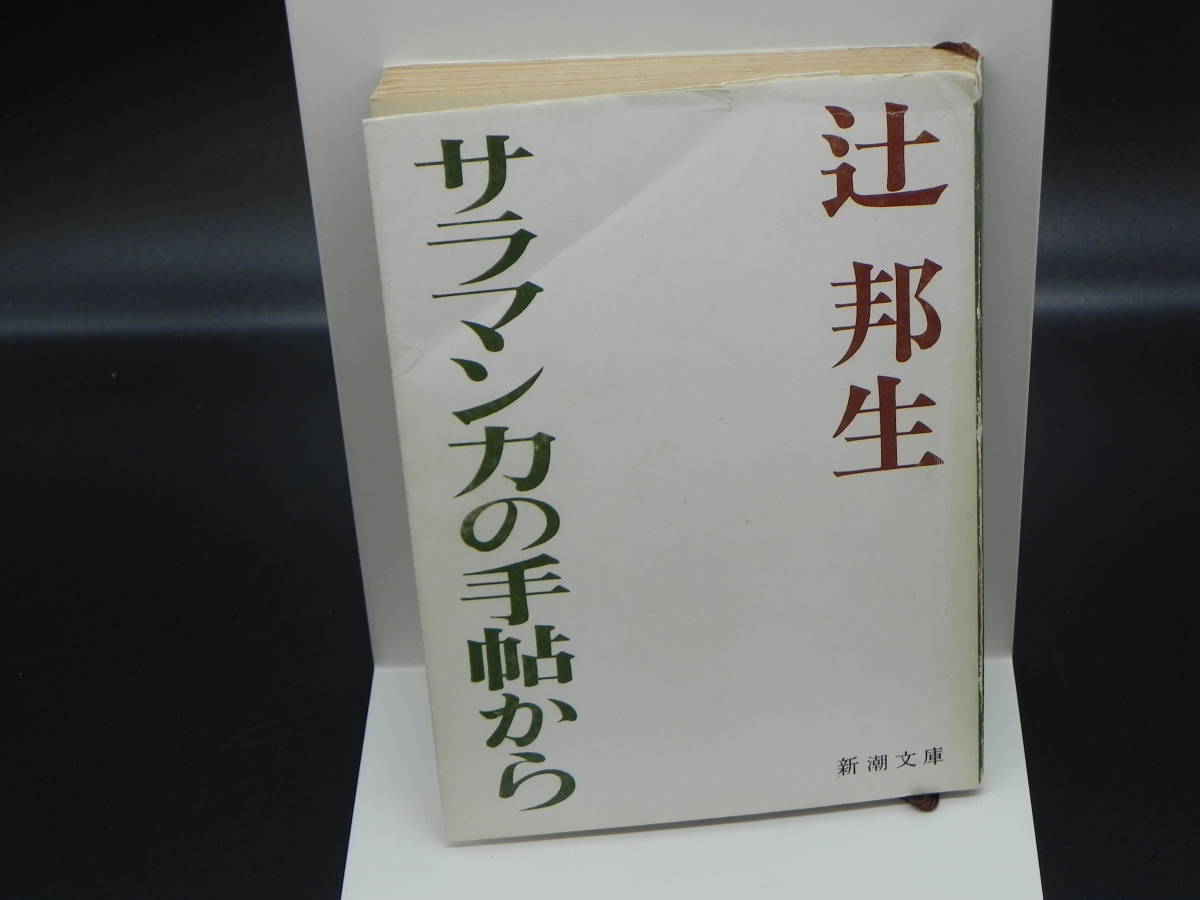 辻 邦生
サラマンカの手帖から
新潮文庫